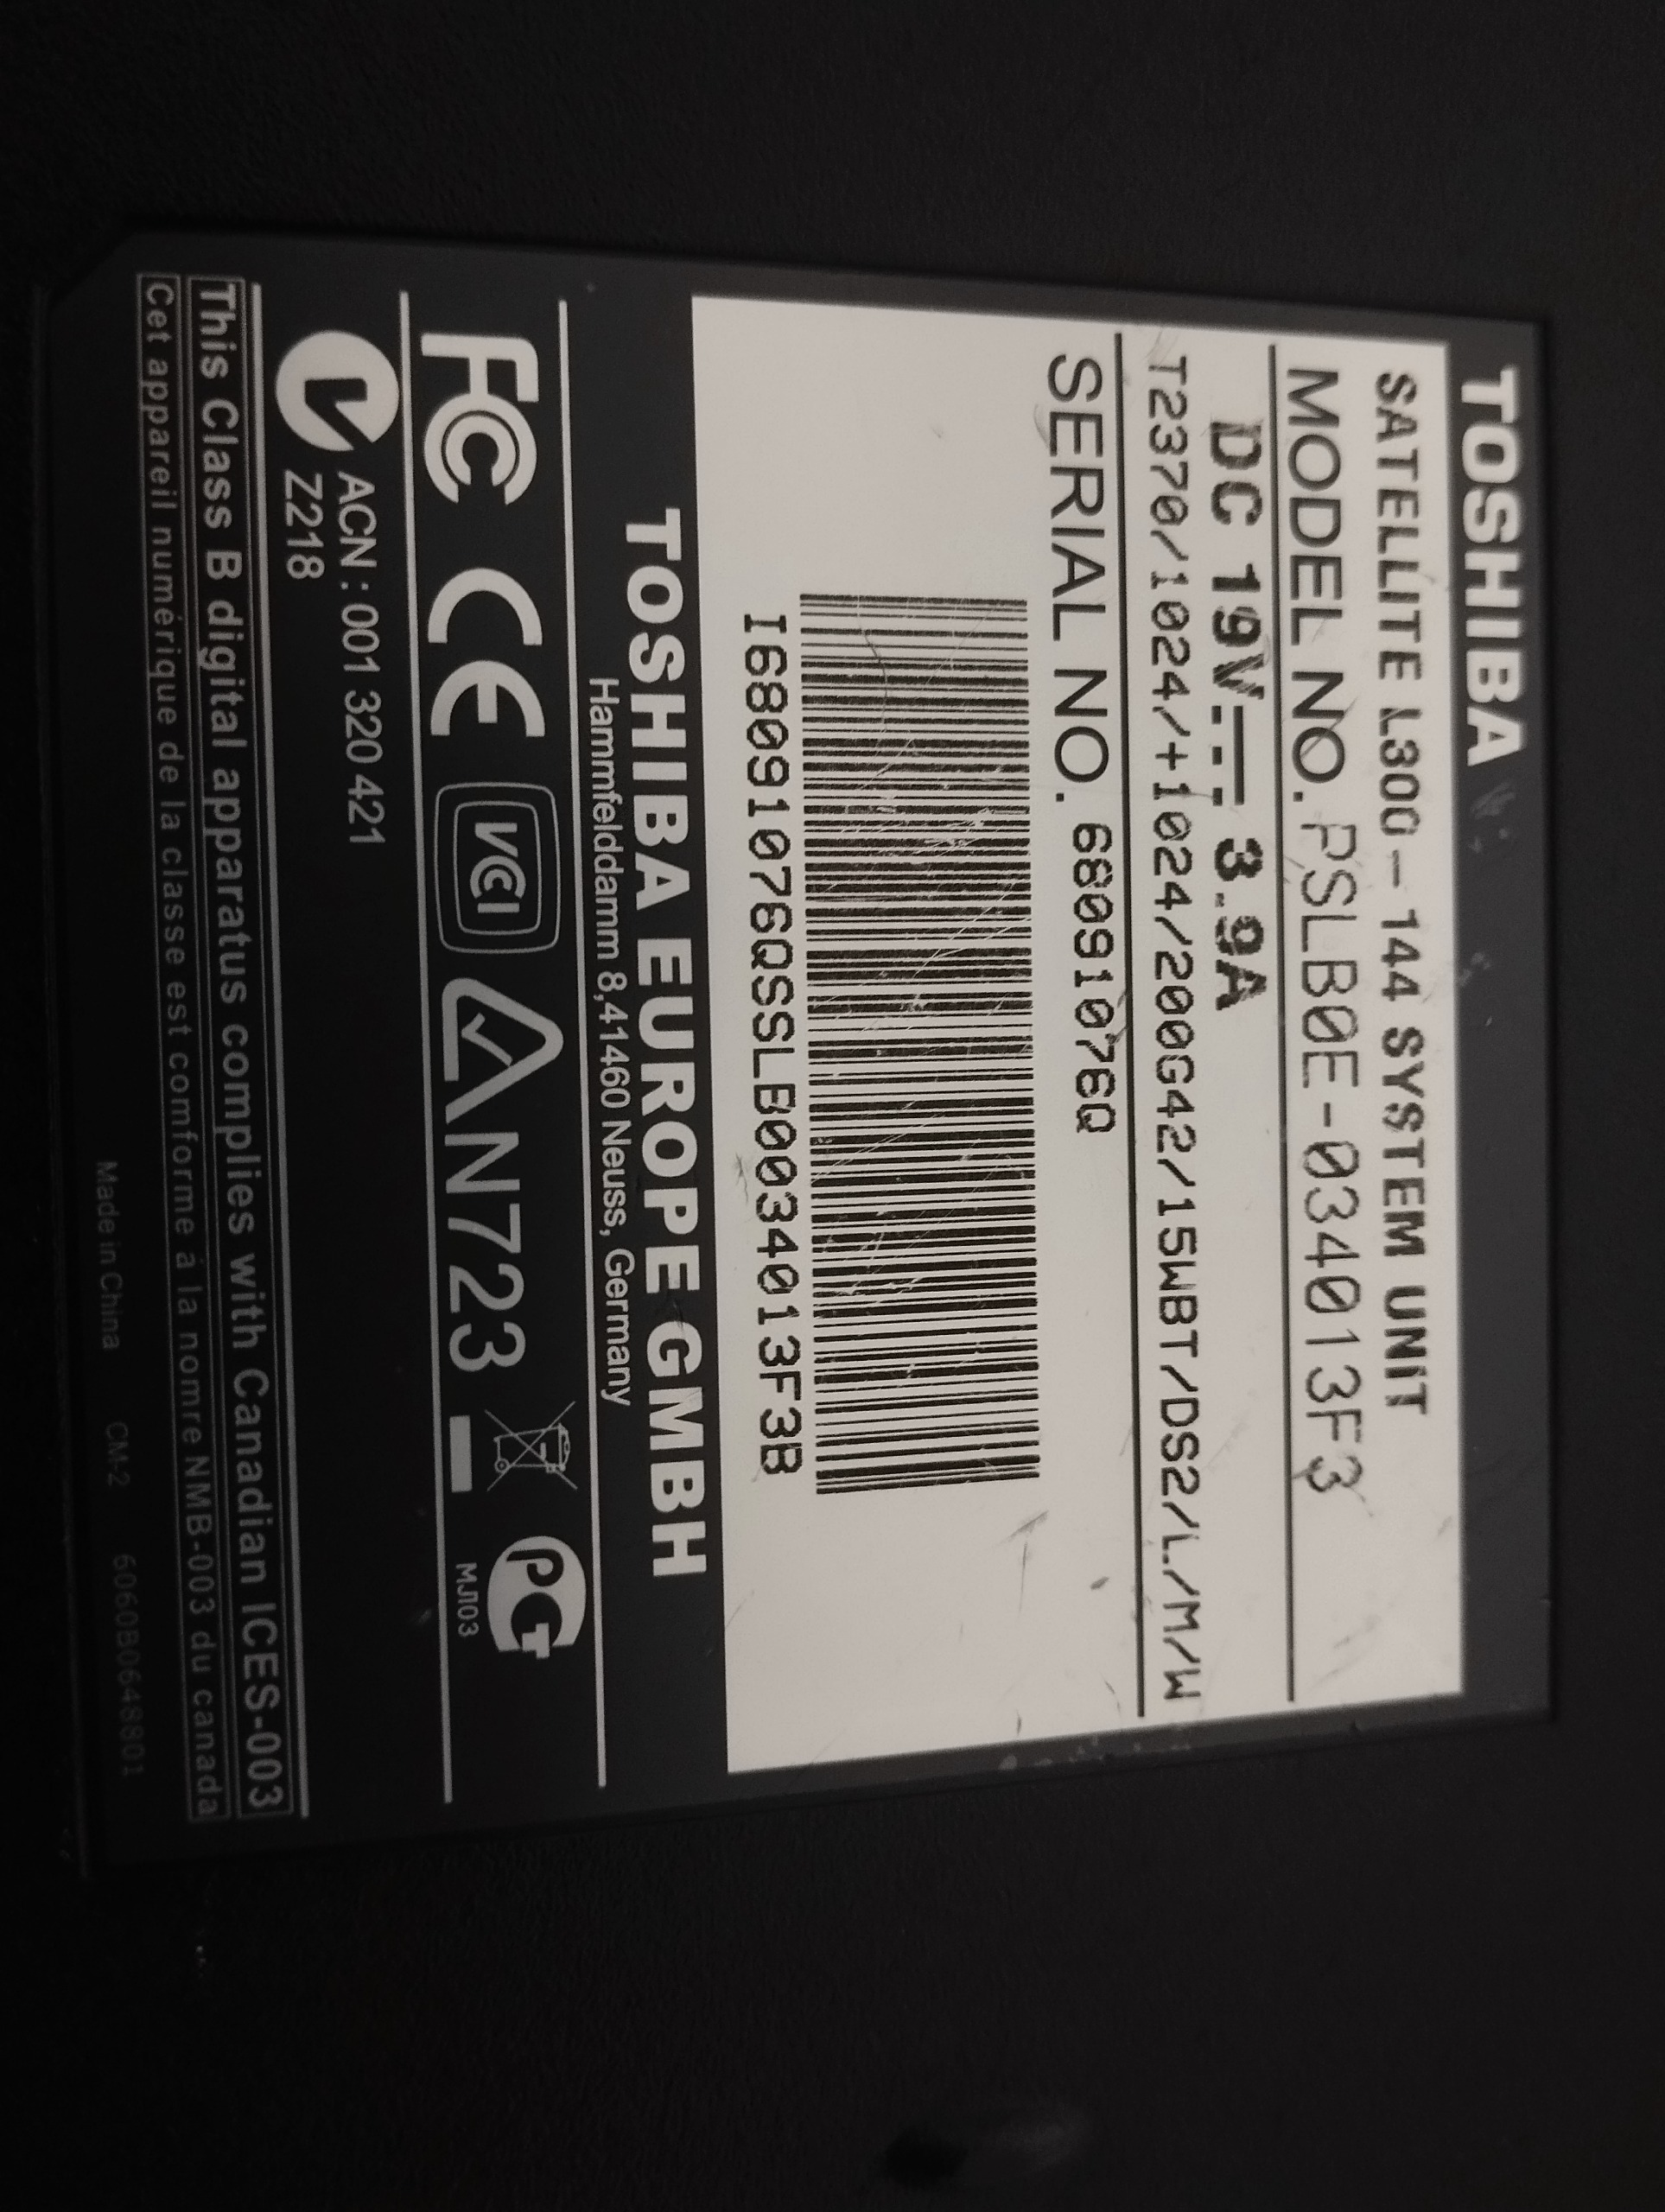 TOSHIBA
SATELLITE L300 - 144 SYSTEM UNIT
MODEL NO. PSLB0E-034013F3
DC 19V 3.9A
T2370/1024/+1024/200G42/15WBT/DS2/L./M/W
SERIAL NO. 68091076Q
I68091076QSSLB0034013F3B
TOSHIBA EUROPE GMBH
Hammfelddamm 8,41460 Neuss, Germany
FC CE VCI N723 PCT
МЛ03
ACN : 001 320 421
Z218
This Class B digital apparatus complies with Canadian ICES-003
Cet appareil numérique de la classe est comforme à la nomre NMB-003 du canada
Made in China CM-2 6060B0648801